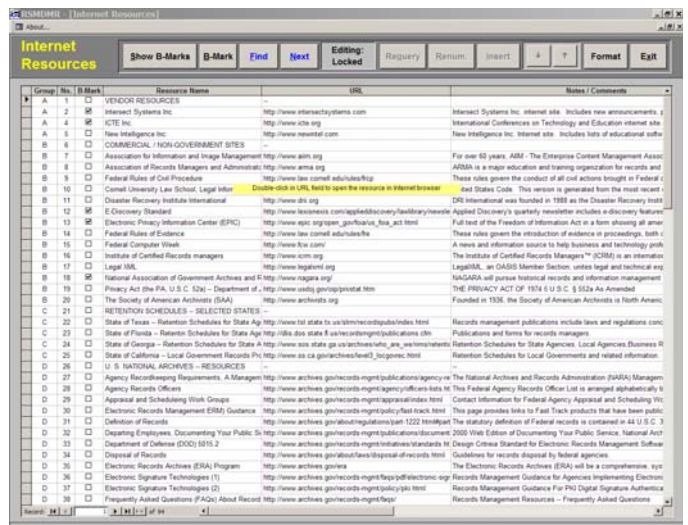 RSMDMR - [Internet Resources]
About...
Internet Resources
Show B-Marks B-Mark Find Next Editing: Locked Requery Renum. Insert Format Exit
Group No. B-Mark Resource Name URL Notes / Comments
A 1 VENDOR RESOURCES --
A 2 Intersect Systems Inc. http://www.intersectsystems.com Intersect Systems Inc. internet site. Includes new announcements,
A 4 ICTE Inc. http://www.icte.org International Conferences on Technology and Education internet site.
A 5 New Intelligence Inc. http://www.newintel.com New Intelligence Inc. Internet site. Includes lists of educational softw
B 6 COMMERCIAL / NON-GOVERNMENT SITES --
B 7 Association for Information and Image Management http://www.aiim.org For over 60 years, AIIM - The Enterprise Content Management Assoc
B 8 Association of Records Managers and Administrato http://www.arma.org ARMA is a major education and training organization for records and
B 9 Federal Rules of Civil Procedure http://www.law.cornell.edu/rules/frcp These rules govern the conduct of all civil actions brought in Federal
B 10 Cornell University Law School, Legal Infor Double-click in URL field to open the resource in Internet browser ited States Code. This version is generated from the most recent
B 11 Disaster Recovery Institute International http://www.drii.org DRI International was founded in 1988 as the Disaster Recovery Instit
B 12 E-Discovery Standard http://www.lexisnexis.com/applieddiscovery/lawlibrary/newsle Applied Discovery's quarterly newsletter includes e-discovery features
B 13 Electronic Privacy Information Center (EPIC) http://www.epic.org/open_gov/foia/us_foia_act.html Full text of the Freedom of Information Act in a form showing all amer
B 14 Federal Rules of Evidence http://www.law.cornell.edu/rules/fre These rules govern the introduction of evidence in proceedings, both
B 15 Federal Computer Week http://www.fcw.com/ A news and information source to help business and technology profe
B 16 Institute of Certified Records managers http://www.icrm.org The Institute of Certified Records Managers™ (ICRM) is an internatio
B 17 Legal XML http://www.legalxml.org LegalXML, an OASIS Member Section, unites legal and technical exp
B 18 National Association of Government Archives and R http://www.nagara.org/ NAGARA will pursue historical records and information management
B 19 Privacy Act (the PA, U.S.C. 52a) – Department of http://www.usdoj.gov/oip/privstat.htm THE PRIVACY ACT OF 1974 5 U.S.C. § 552a As Amended
B 20 The Society of American Archivists (SAA) http://www.archivists.org Founded in 1936, the Society of American Archivists is North Americ
C 21 RETENTION SCHEDULES – SELECTED STATES --
C 22 State of Texas – Retention Schedules for State Age http://www.tsl.state.tx.us/slrm/recordspubs/index.html Records management publications include laws and regulations conc
C 23 State of Florida – Retention Schedules for State Age http://dlis.dos.state.fl.us/recordsmgmt/publications.cfm Publications and forms for records managers.
C 24 State of Georgia – Retention Schedules for State A http://www.sos.state.ga.us/archives/who_are_we/rims/retentio Retention Schedules for State Agencies. Local Agencies,Business R
C 25 State of California – Local Government Records Pro http://www.ss.ca.gov/archives/level3_locgovrec.html Retention Schedules for Local Governments and related information.
D 26 U. S. NATIONAL ARCHIVES – RESOURCES --
D 27 Agency Recordkeeping Requirements, A Managem http://www.archives.gov/records-mgmt/publications/agency-re The National Archives and Records Administration (NARA) Managem
D 28 Agency Records Officers http://www.archives.gov/records-mgmt/agency/officers-lists.ht This Federal Agency Records Officer List is arranged alphabetically b
D 29 Appraisal and Scheduleing Work Groups http://www.archives.gov/records-mgmt/appraisal/index.html Contact Information for Federal Agency Appraisal and Scheduling Wo
D 30 Electronic Records Management ERM) Guidance http://www.archives.gov/records-mgmt/policy/fast-track.html This page provides links to Fast Track products that have been public
D 31 Definition of Records http://www.archives.gov/about/regulations/part-1222.html#part The statutory definition of Federal records is contained in 44 U.S.C. 3
D 32 Departing Employees, Documenting Your Public Se http://www.archives.gov/records-mgmt/publications/document 2000 Web Edition of Documenting Your Public Service, National Arch
D 33 Department of Defense (DOD) 5015.2 http://www.archives.gov/records-mgmt/initiatives/standards.ht Design Criteria Standard for Electronic Records Management Softwar
D 34 Disposal of Records http://www.archives.gov/about/laws/disposal-of-records.html Guidelines for records disposal by federal agencies.
D 35 Electronic Records Archives (ERA) Program http://www.archives.gov/era The Electronic Records Archives (ERA) will be a comprehensive, sys
D 36 Electronic Signature Technologies (1) http://www.archives.gov/records-mgmt/faqs/pdf/electronic-sigr Records Management Guidance for Agencies Implementing Electroni
D 37 Electronic Signature Technologies (2) http://www.archives.gov/records-mgmt/policy/pki.html Records Management Guidance For PKI Digital Signature Authentica
D 38 Frequently Asked Questions (FAQs) About Record http://www.archives.gov/records-mgmt/faqs/ Records Management Resources – Frequently Asked Questions
Record: 1 of 94